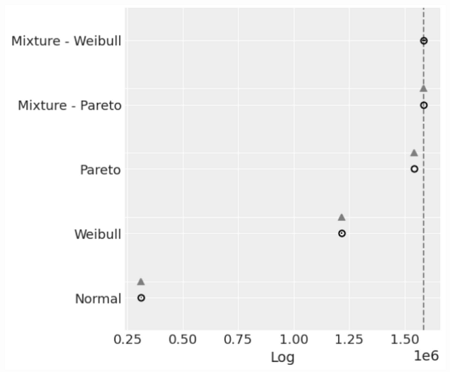 Mixture - Weibull
Mixture - Pareto
Pareto
Weibull
Normal
0.25 0.50 0.75 1.00 1.25 1.50
1e6
Log